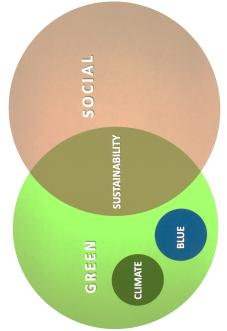 SOCIAL
SUSTAINABILITY
GREEN
CLIMATE
BLUE